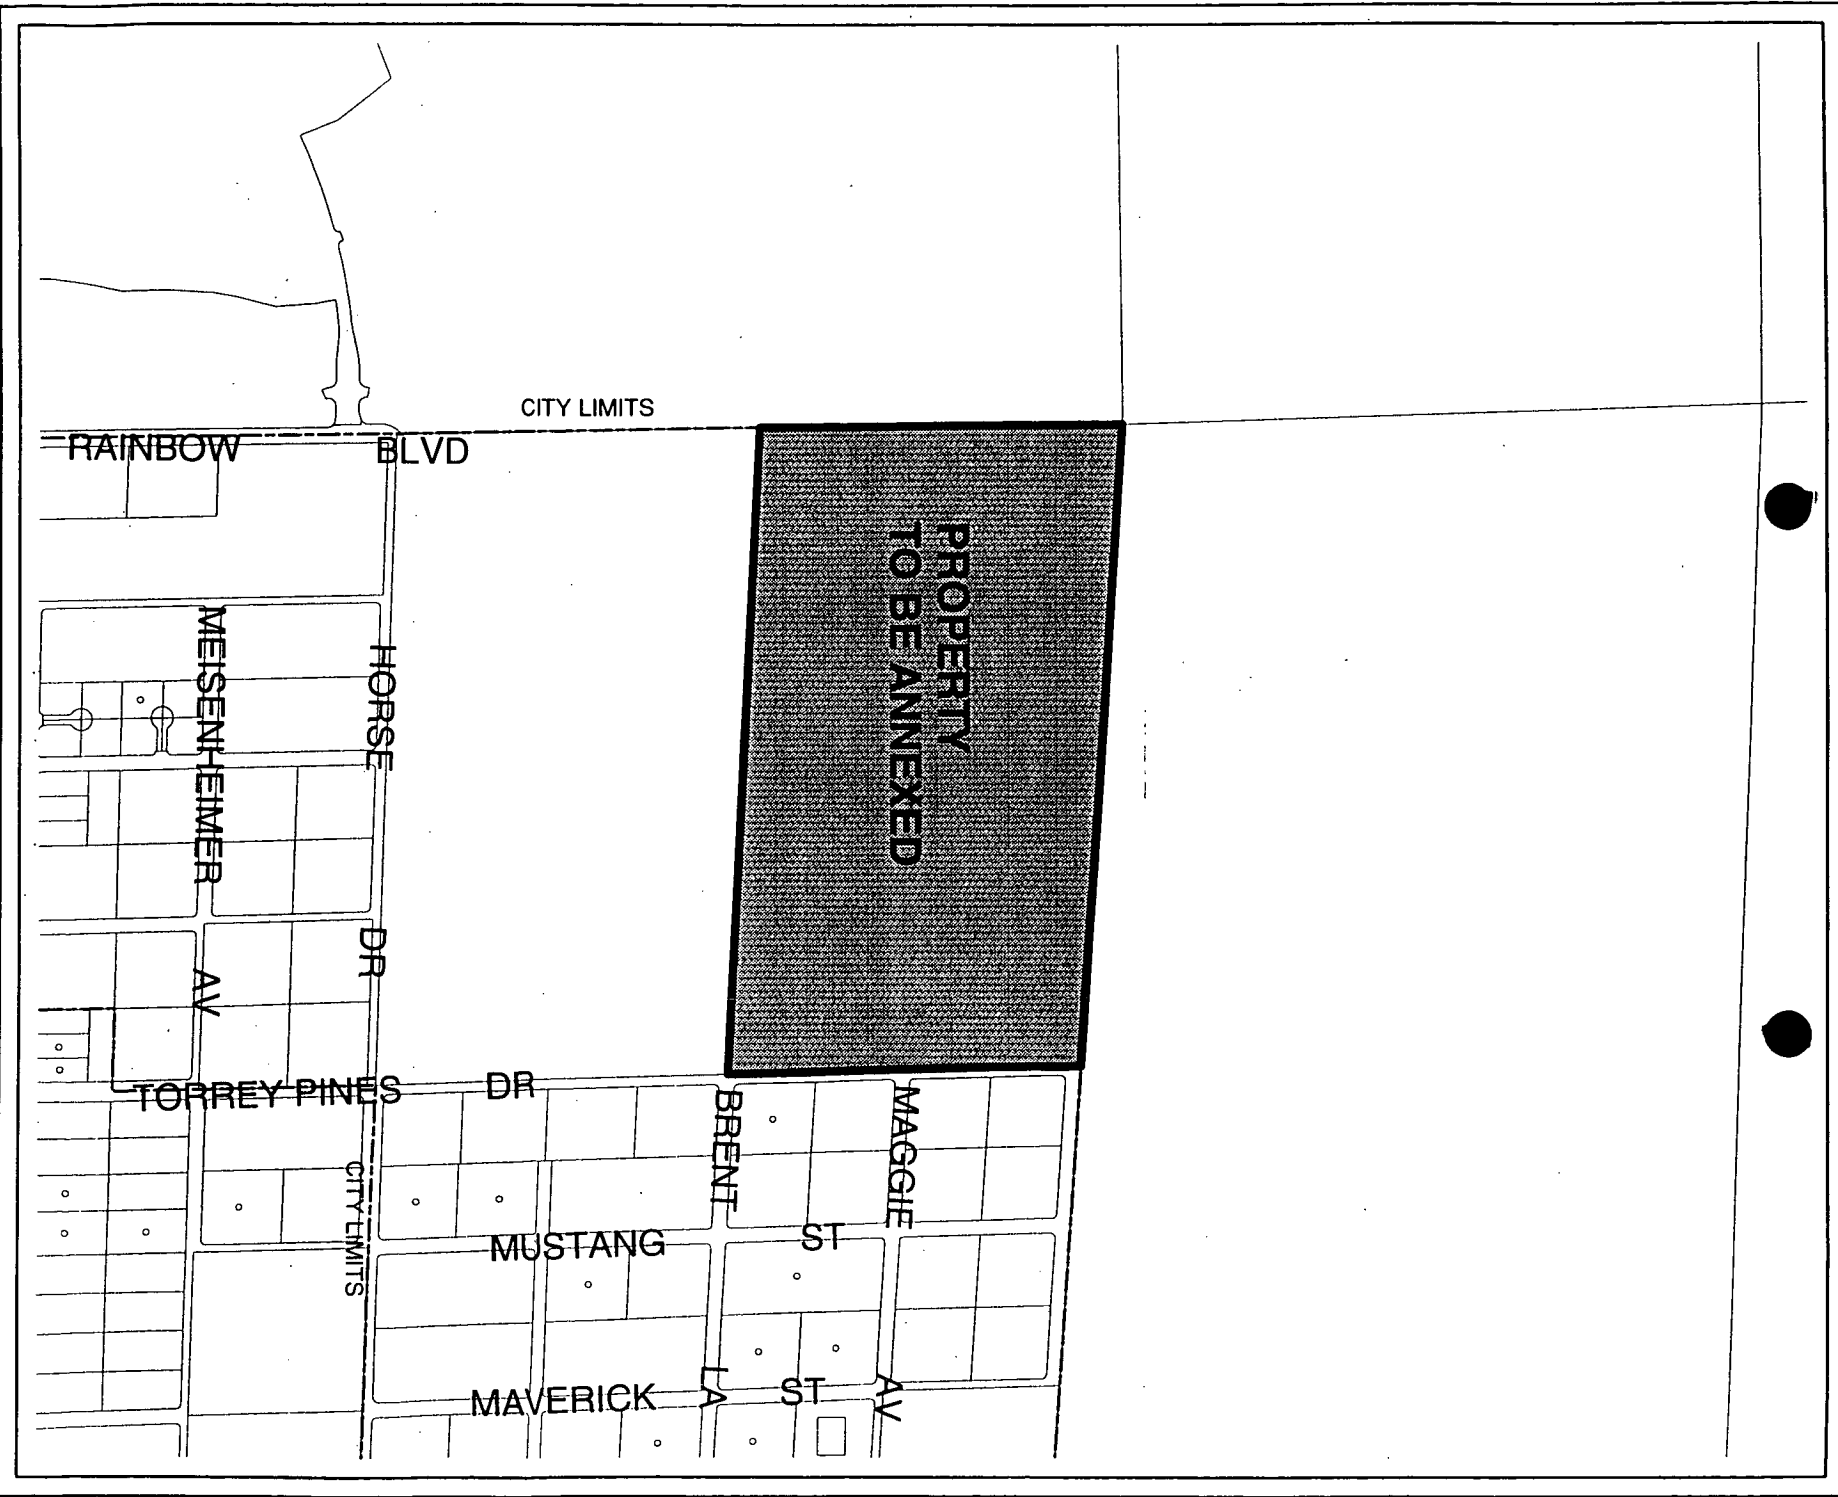 CITY LIMITS
RAINBOW BLVD
PROPERTY
TO BE ANNEXED
MEISENHEIMER AV
HORSE DR
TORREY PINES DR
BRENT LA
MAGGIE AV
CITY LIMITS
MUSTANG ST
MAVERICK ST